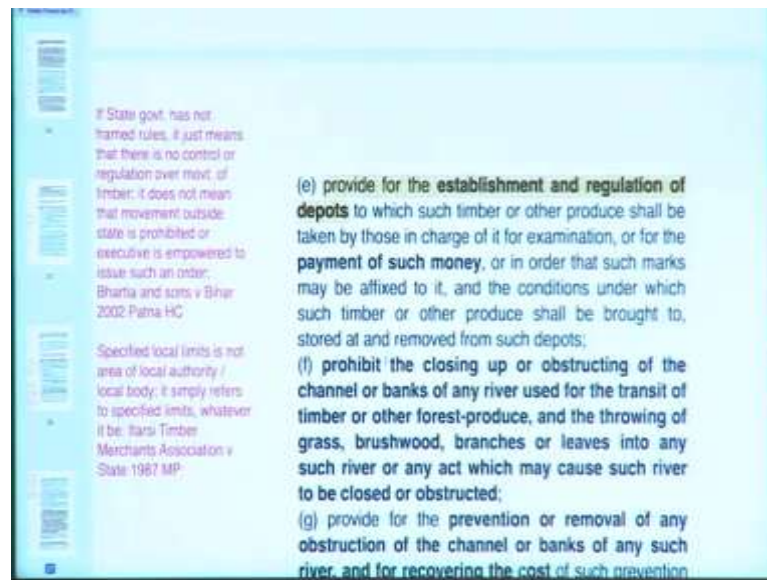 If State govt. has not
framed rules, it just means
that there is no control or
regulation over movt. of
timber; it does not mean
that movement outside
state is prohibited or
executive is empowered to
issue such an order:
Bhartia and sons v Bihar
2002 Patna HC
Specified local limits is not
area of local authority /
local body; it simply refers
to specified limits, whatever
it be: Itarsi Timber
Merchants Association v
State 1987 MP
(e) provide for the establishment and regulation of
depots to which such timber or other produce shall be
taken by those in charge of it for examination, or for the
payment of such money, or in order that such marks
may be affixed to it, and the conditions under which
such timber or other produce shall be brought to,
stored at and removed from such depots;
(f) prohibit the closing up or obstructing of the
channel or banks of any river used for the transit of
timber or other forest-produce, and the throwing of
grass, brushwood, branches or leaves into any
such river or any act which may cause such river
to be closed or obstructed;
(g) provide for the prevention or removal of any
obstruction of the channel or banks of any such
river, and for recovering the cost of such prevention